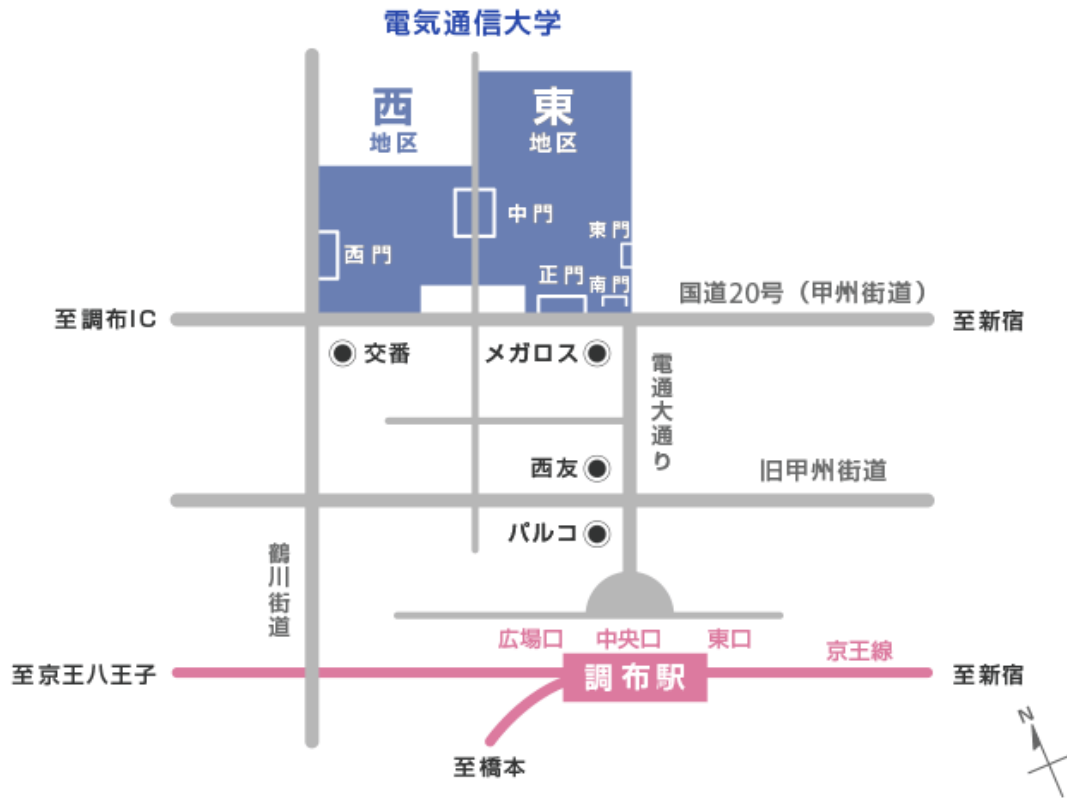 電気通信大学
西
地区
東
地区
中門
東門
西門
正門
南門
国道20号（甲州街道）
至調布IC
至新宿
交番
メガロス
電通大通り
西友
旧甲州街道
パルコ
鶴川街道
広場口
中央口
東口
京王線
至京王八王子
調布駅
至新宿
至橋本
N